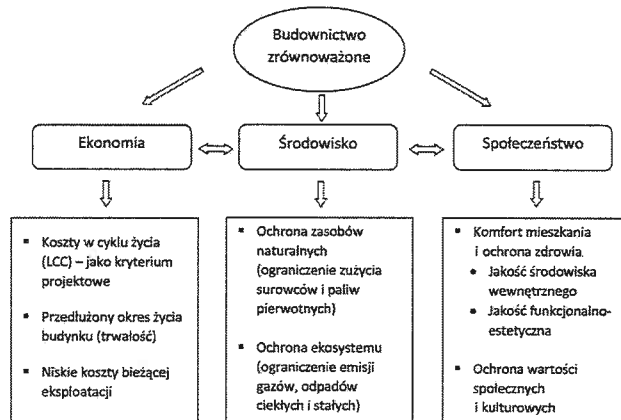 Budownictwo
zrównoważone
Ekonomia
Środowisko
Społeczeństwo
▪ Koszty w cyklu życia
(LCC) – jako kryterium
projektowe
▪ Przedłużony okres życia
budynku (trwałość)
▪ Niskie koszty bieżącej
eksploatacji
▪ Ochrona zasobów
naturalnych
(ograniczenie zużycia
surowców i paliw
pierwotnych)
▪ Ochrona ekosystemu
(ograniczenie emisji
gazów, odpadów
ciekłych i stałych)
▪ Komfort mieszkania
i ochrona zdrowia
• Jakość środowiska
wewnętrznego
• Jakość funkcjonalno-
estetyczna
▪ Ochrona wartości
społecznych
i kulturowych